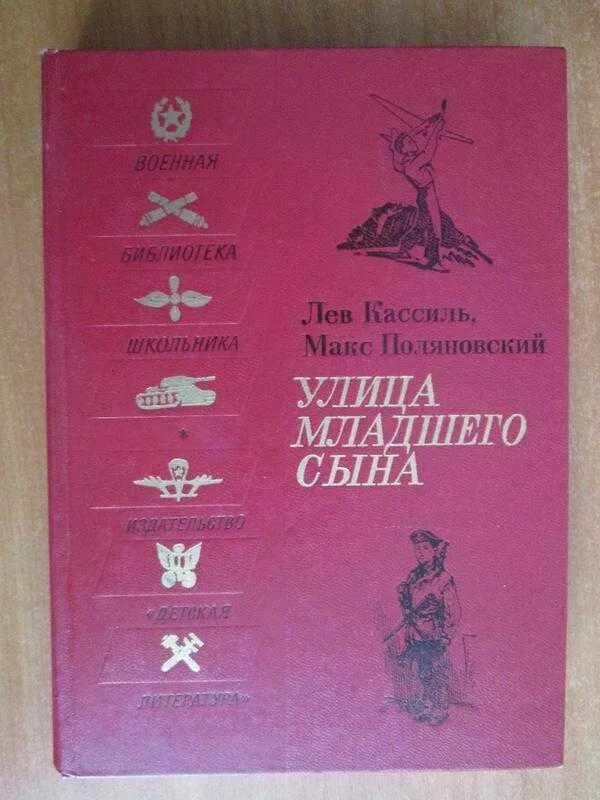 ВОЕННАЯ
БИБЛИОТЕКА
ШКОЛЬНИКА
ИЗДАТЕЛЬСТВО
«ДЕТСКАЯ
ЛИТЕРАТУРА»
Лев Кассиль,
Макс Поляновский
УЛИЦА
МЛАДШЕГО
СЫНА